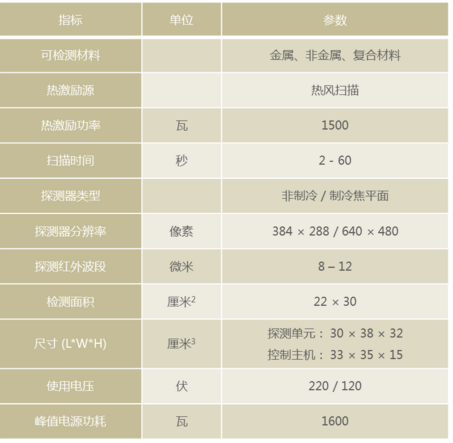 指标 单位 参数
可检测材料 金属、非金属、复合材料
热激励源 热风扫描
热激励功率 瓦 1500
扫描时间 秒 2 - 60
探测器类型 非制冷 / 制冷焦平面
探测器分辨率 像素 384 × 288 / 640 × 480
探测红外波段 微米 8 – 12
检测面积 厘米² 22 × 30
尺寸 (L*W*H) 厘米³ 探测单元： 30 × 38 × 32
控制主机： 33 × 35 × 15
使用电压 伏 220 / 120
峰值电源功耗 瓦 1600